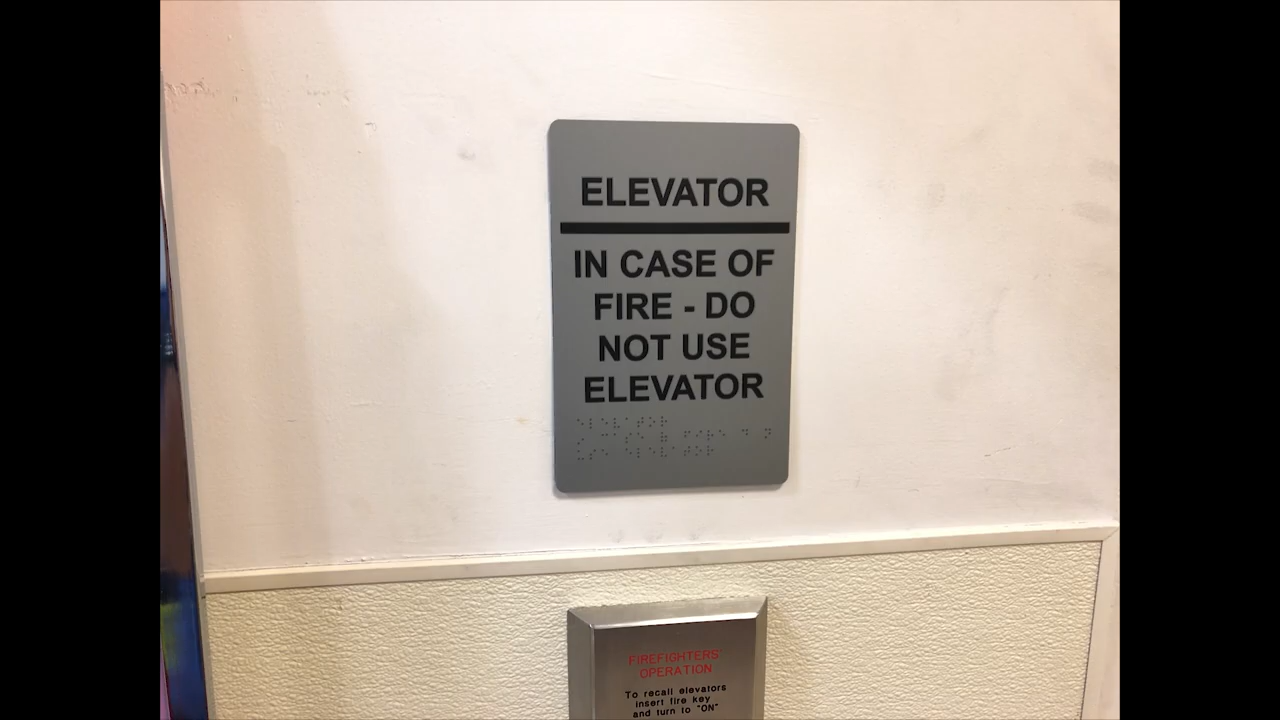 ELEVATOR
IN CASE OF
FIRE - DO
NOT USE
ELEVATOR
FIREFIGHTERS'
OPERATION
To recall elevators
insert fire key
and turn to "ON"